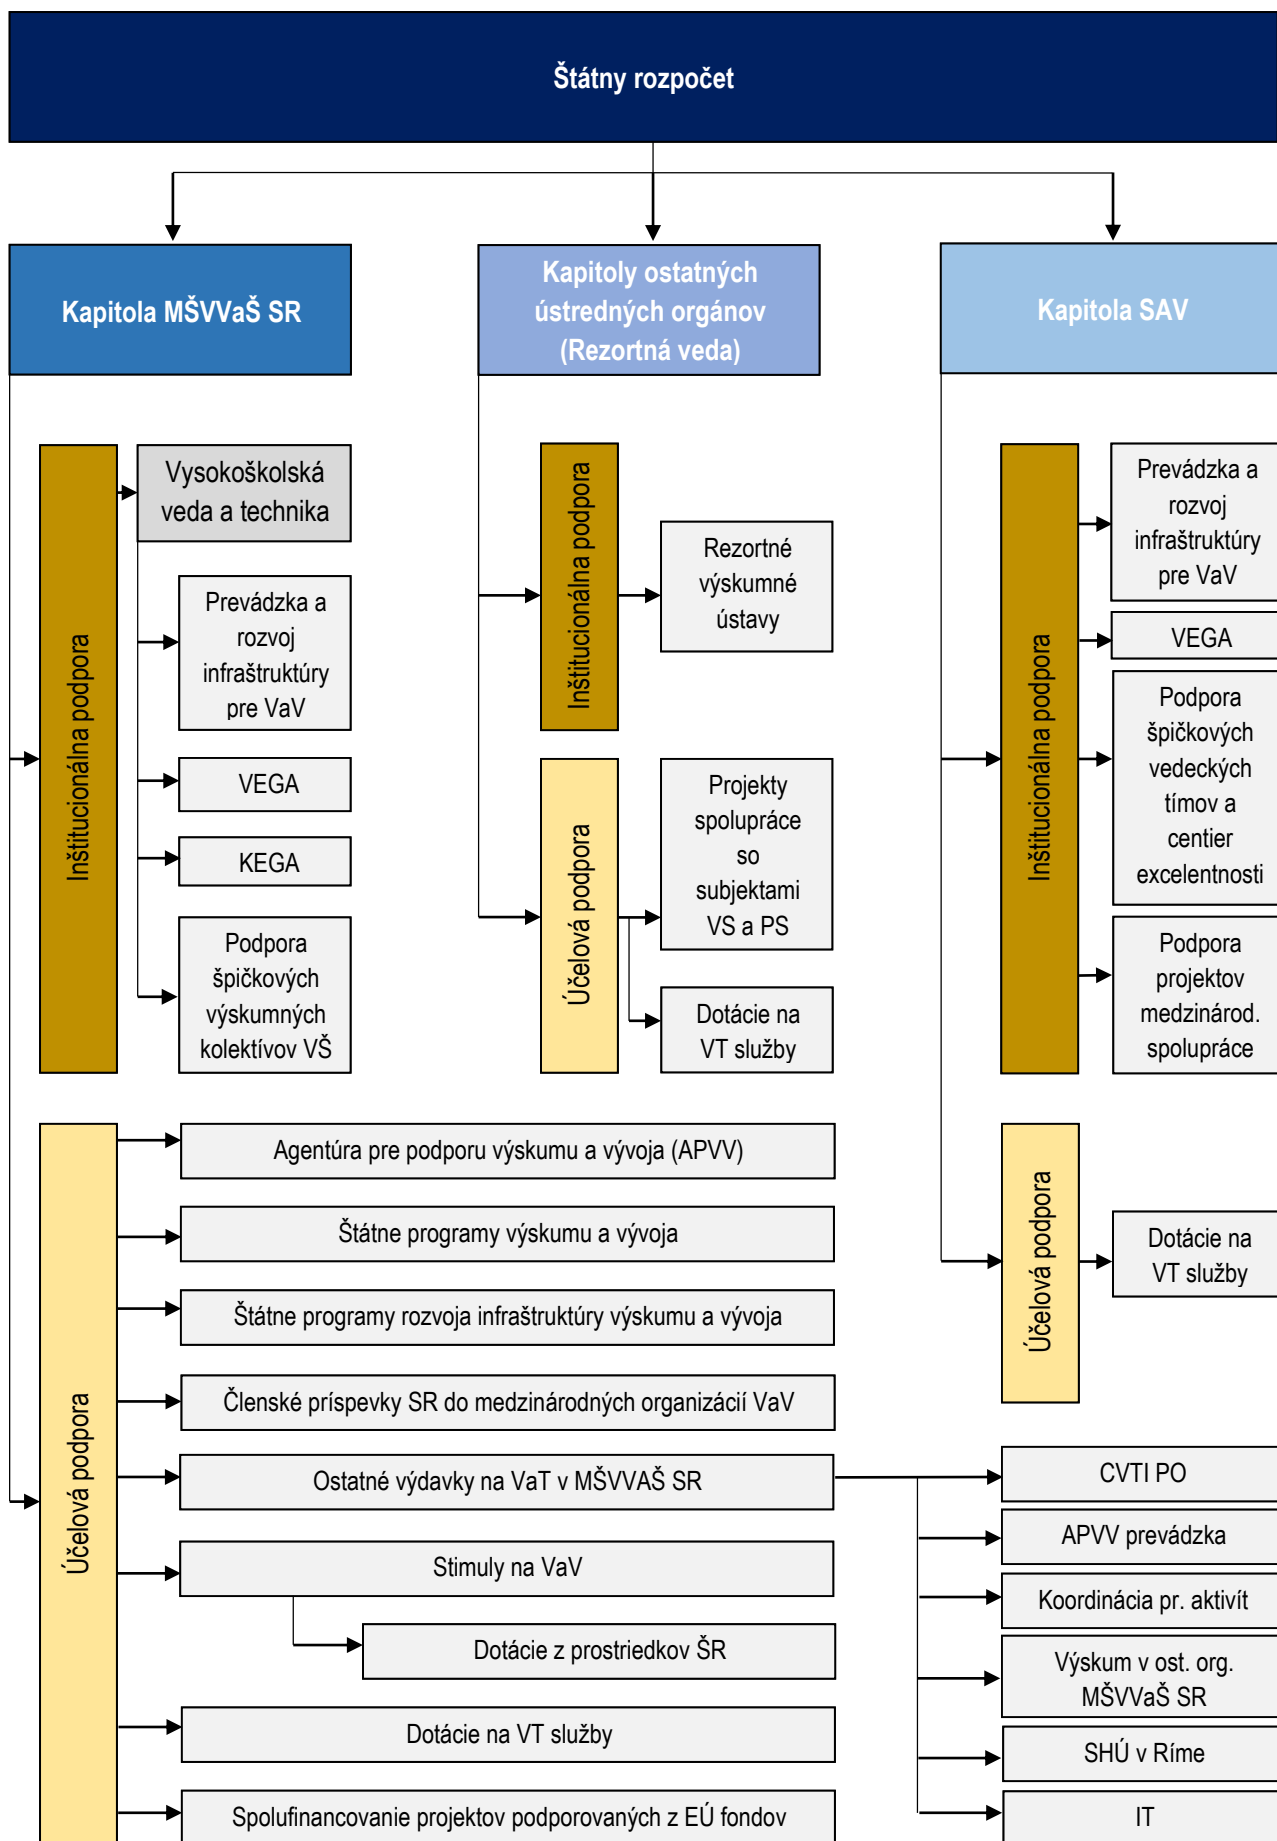 Štátny rozpočet
Kapitola MŠVVaŠ SR
Kapitoly ostatných
ústredných orgánov
(Rezortná veda)
Kapitola SAV
Inštitucionálna podpora
Vysokoškolská
veda a technika
Prevádzka a
rozvoj
infraštruktúry
pre VaV
VEGA
KEGA
Podpora
špičkových
výskumných
kolektívov VŠ
Inštitucionálna podpora
Rezortné
výskumné
ústavy
Účelová podpora
Projekty
spolupráce
so
subjektami
VS a PS
Dotácie na
VT služby
Inštitucionálna podpora
Prevádzka a
rozvoj
infraštruktúry
pre VaV
VEGA
Podpora
špičkových
vedeckých
tímov a
centier
excelentnosti
Podpora
projektov
medzinárod.
spolupráce
Účelová podpora
Dotácie na
VT služby
Účelová podpora
Agentúra pre podporu výskumu a vývoja (APVV)
Štátne programy výskumu a vývoja
Štátne programy rozvoja infraštruktúry výskumu a vývoja
Členské príspevky SR do medzinárodných organizácií VaV
Ostatné výdavky na VaT v MŠVVAŠ SR
Stimuly na VaV
Dotácie z prostriedkov ŠR
Dotácie na VT služby
Spolufinancovanie projektov podporovaných z EÚ fondov
CVTI PO
APVV prevádzka
Koordinácia pr. aktivít
Výskum v ost. org.
MŠVVaŠ SR
SHÚ v Ríme
IT